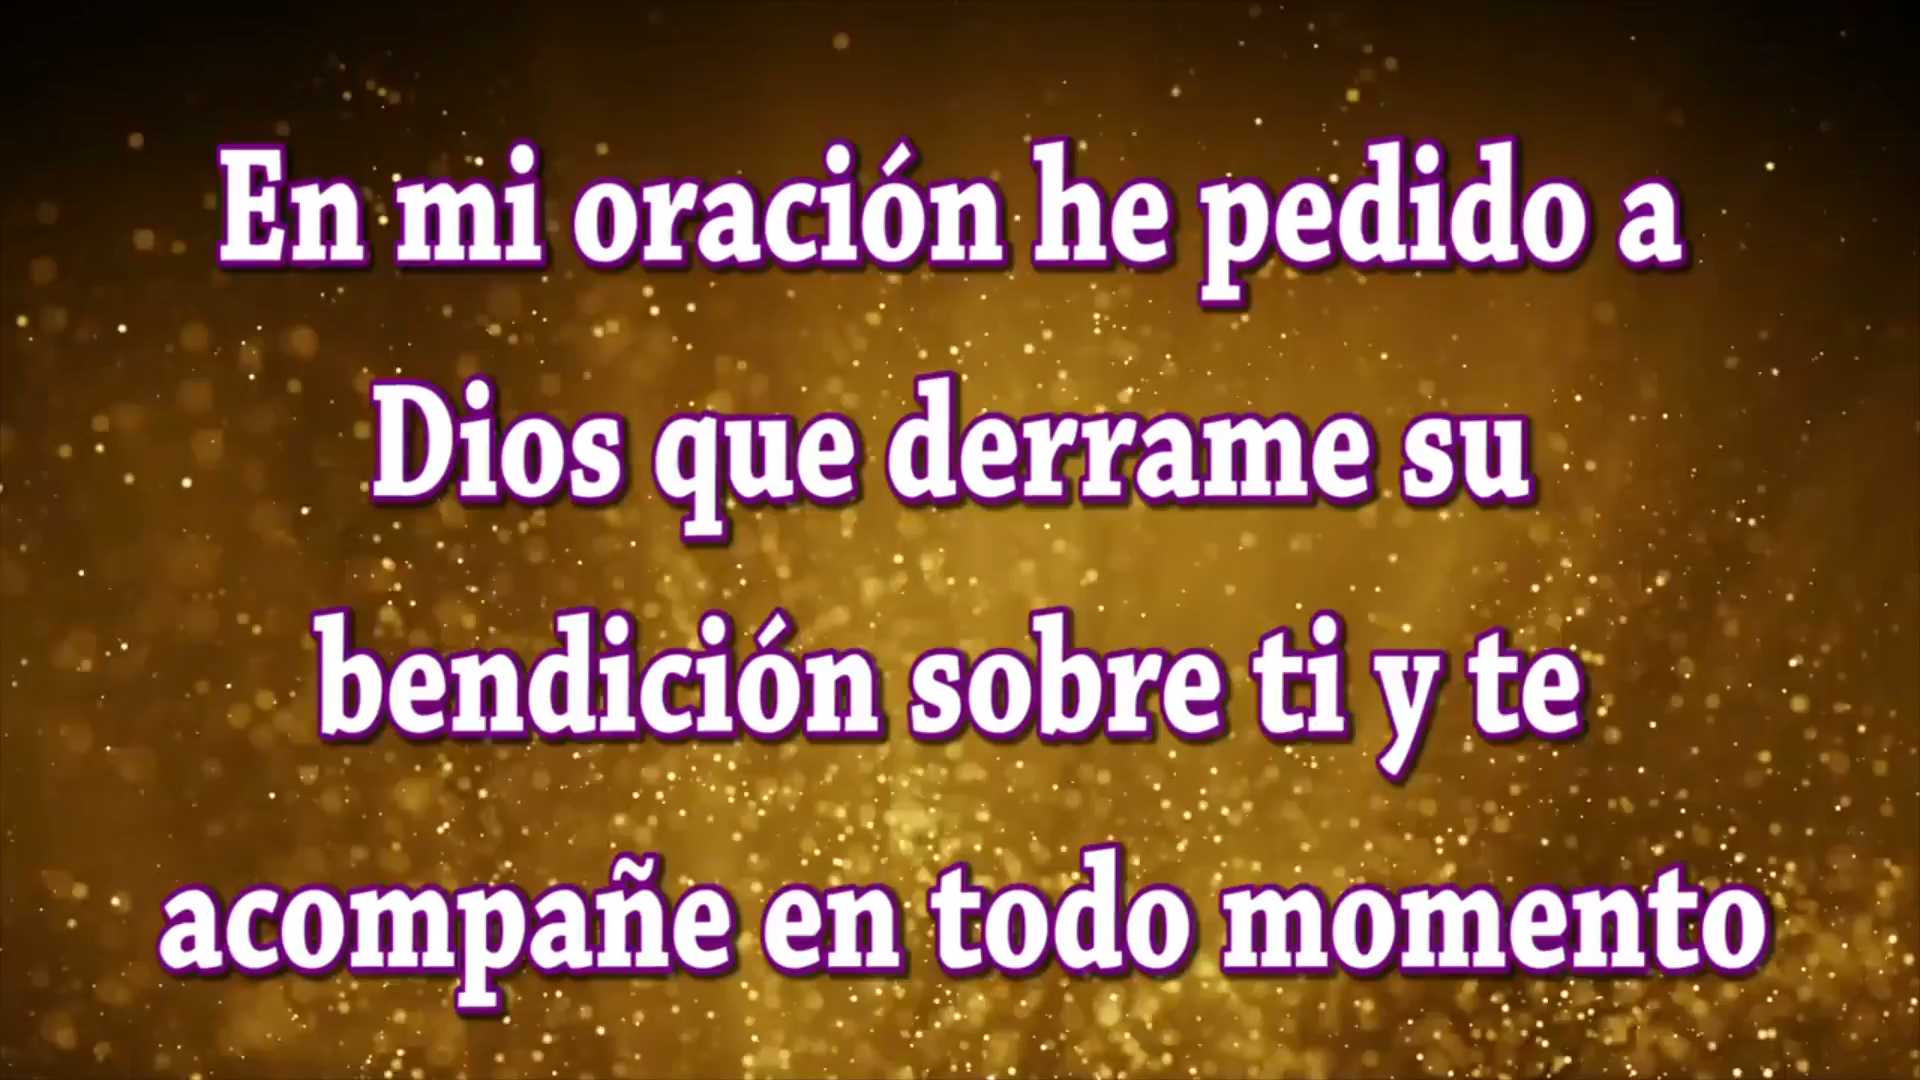 En mi oración he pedido a
Dios que derrame su
bendición sobre ti y te
acompañe en todo momento